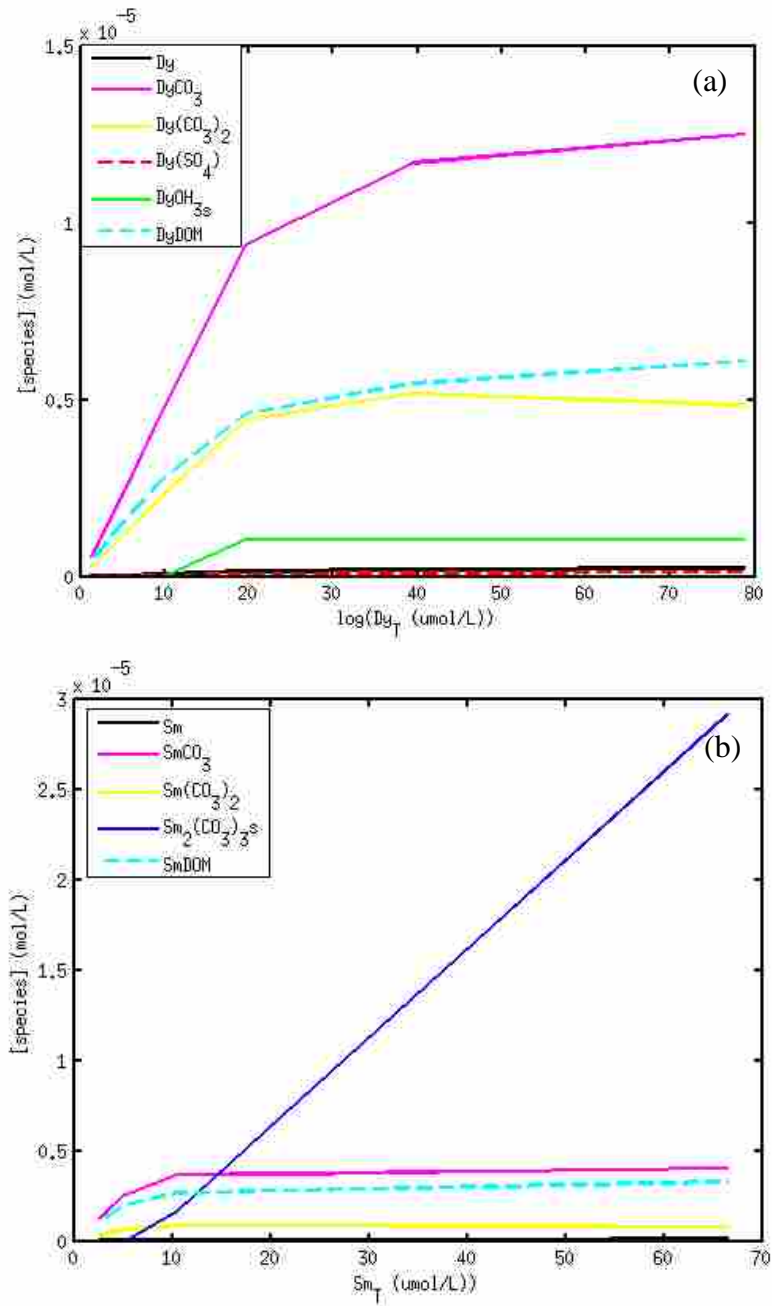 x 10
-5
1.5
1
0.5
0
[species] (mol/L)
Dy
DyCO3
Dy(CO3)2
Dy(SO4)
DyOH3s
DyDOM
(a)
0 10 20 30 40 50 60 70 80
log(DyT (umol/L))
x 10
-5
3
2.5
2
1.5
1
0.5
0
[species] (mol/L)
Sm
SmCO3
Sm(CO3)2
Sm2(CO3)3s
SmDOM
(b)
0 10 20 30 40 50 60 70
SmT (umol/L))